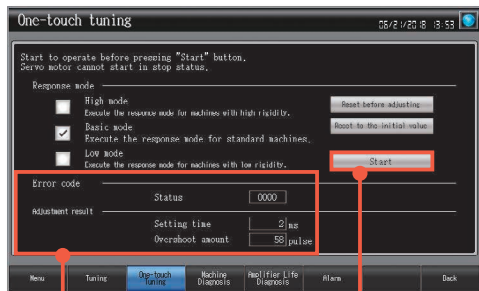 One-touch tuning
06/21/2018 13:53
Start to operate before pressing "Start" button.
Servo motor cannot start in stop status.
Response mode
High mode
Execute the response mode for machines with high rigidity.
Reset before adjusting
Basic mode
Execute the response mode for standard machines.
Reset to the initial value
Low mode
Execute the response mode for machines with low rigidity.
Start
Error code
Status 0000
Adjustment result
Setting time 2 ms
Overshoot amount 58 pulse
Menu Tuning One-touch Tuning Machine Diagnosis Amplifier Life Diagnosis Alarm Back